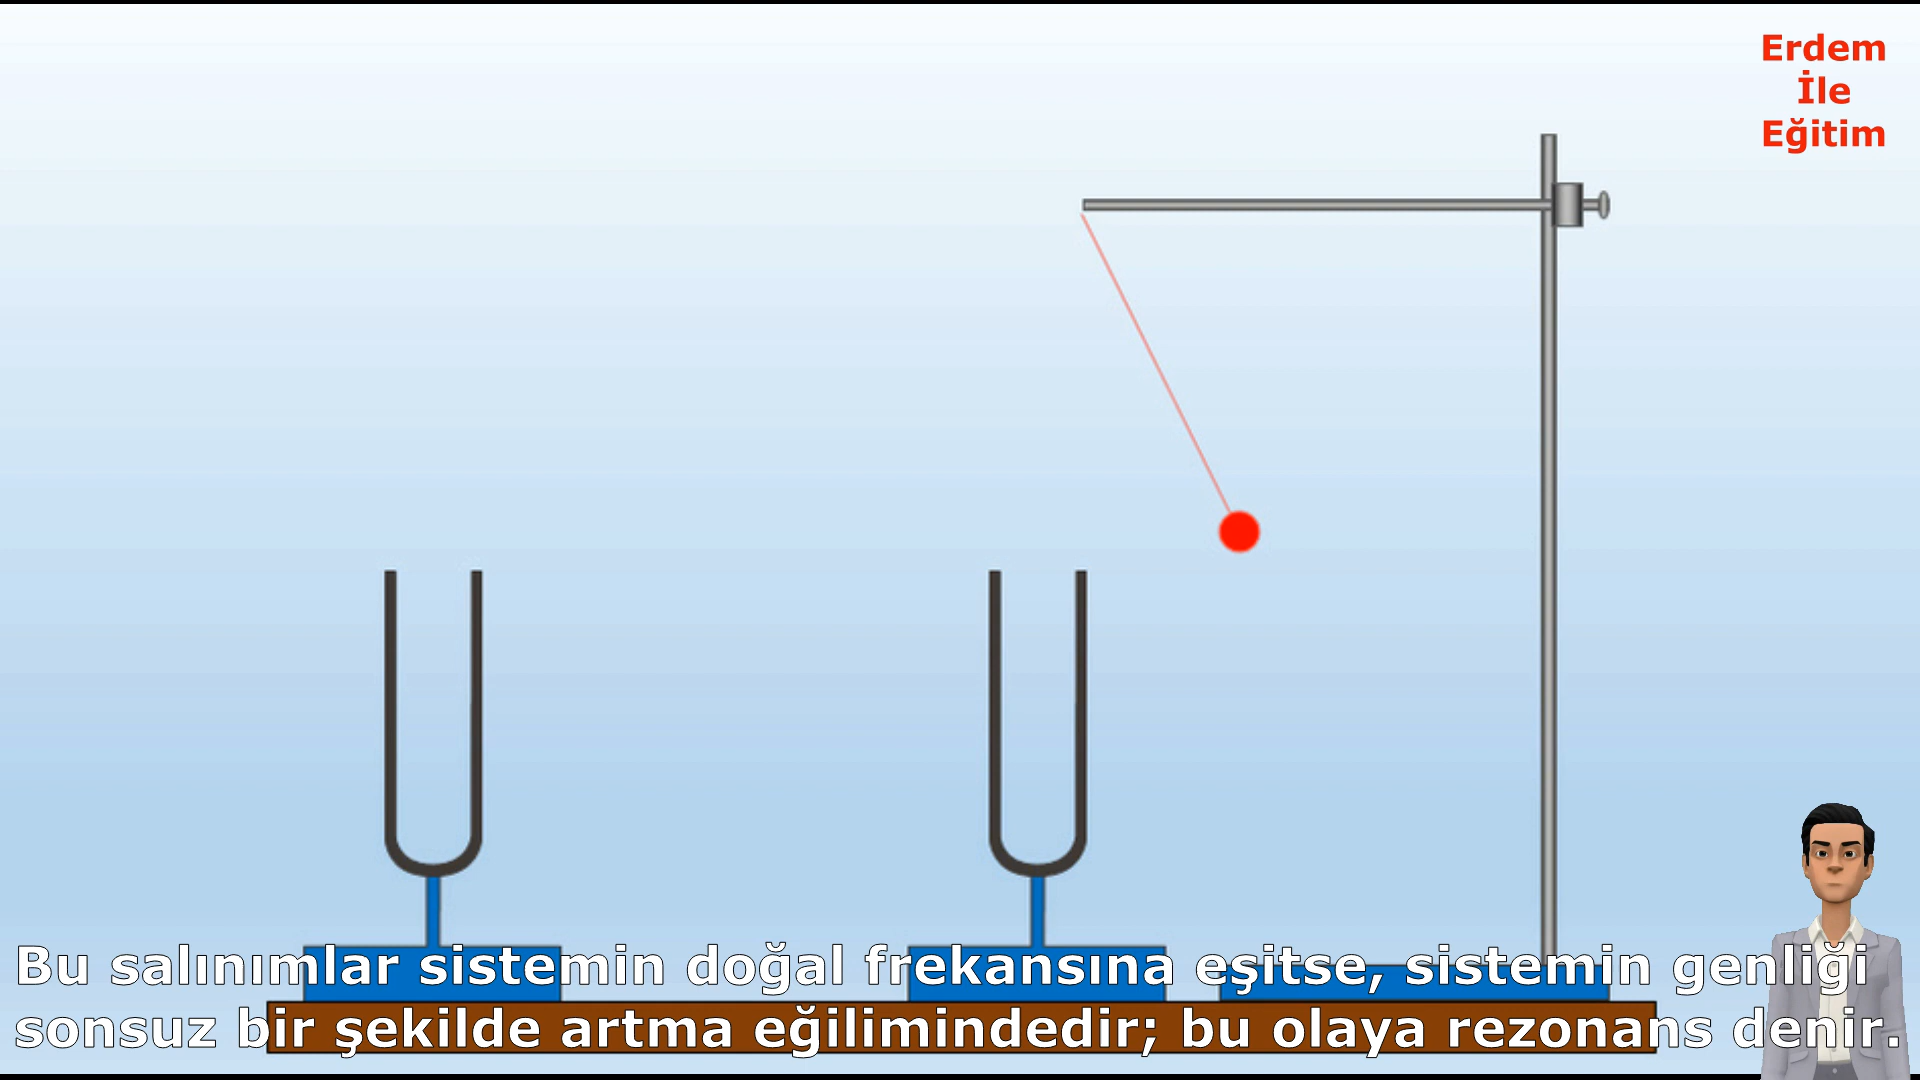 Erdem
İle
Eğitim
Bu salınımlar sistemin doğal frekansına eşitse, sistemin genliği
sonsuz bir şekilde artma eğilimindedir; bu olaya rezonans denir.